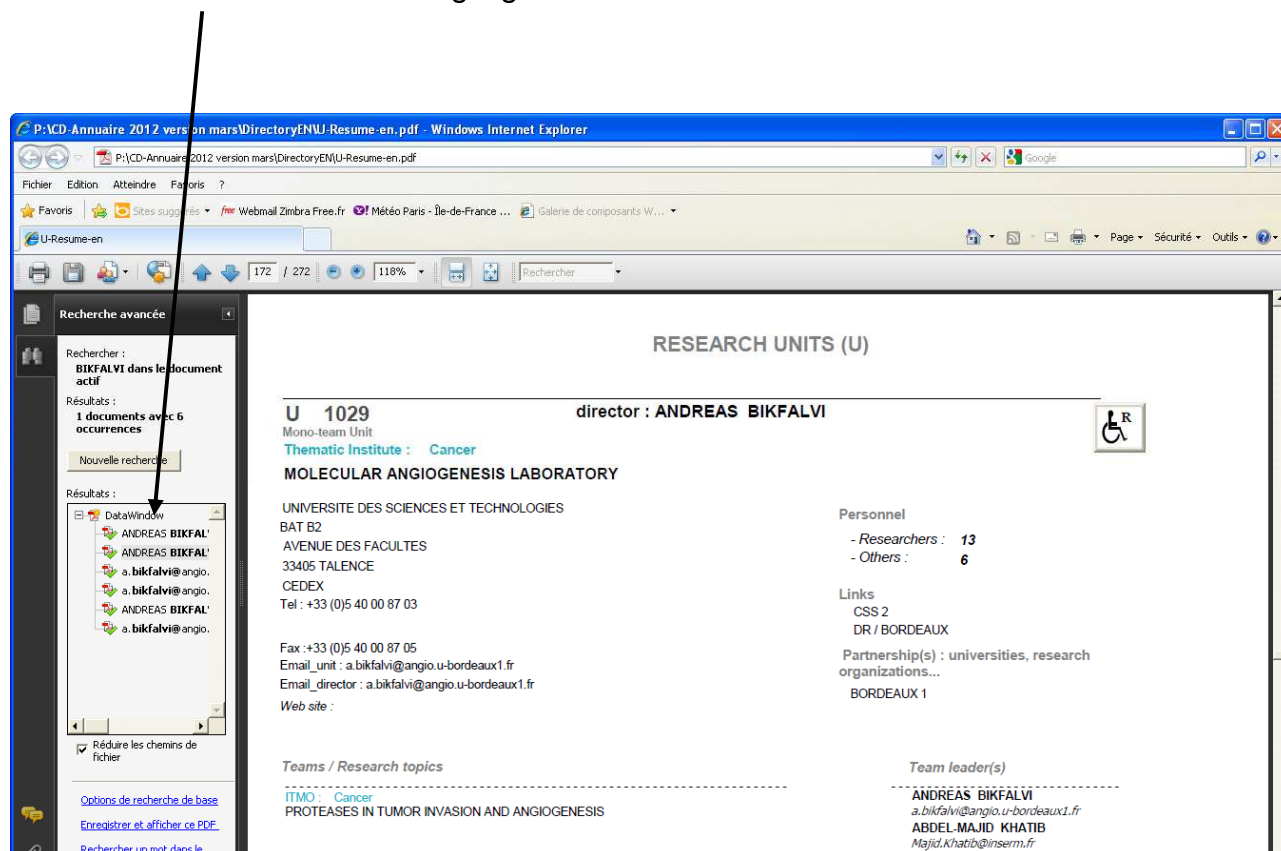 P:\CD-Annuaire 2012 version mars\DirectoryEN\U-Resume-en.pdf - Windows Internet Explorer
P:\CD-Annuaire 2012 version mars\DirectoryEN\U-Resume-en.pdf
Google
Fichier Edition Atteindre Favoris ?
Favoris Sites suggérés free Webmail Zimbra Free.fr Météo Paris - Île-de-France ... Galerie de composants W...
U-Resume-en
Page Sécurité Outils
172 / 272 118% Rechercher
Recherche avancée
Rechercher :
BIKFALVI dans le document
actif
Résultats :
1 documents avec 6
occurrences
Nouvelle recherche
Résultats :
DataWindow
ANDREAS BIKFAL'
ANDREAS BIKFAL'
a.bikfalvi@angio.
a.bikfalvi@angio.
ANDREAS BIKFAL'
a.bikfalvi@angio.
Réduire les chemins de
fichier
Options de recherche de base
Enregistrer et afficher ce PDF
Rechercher un mot dans le
RESEARCH UNITS (U)
U 1029
director : ANDREAS BIKFALVI
R
Mono-team Unit
Thematic Institute : Cancer
MOLECULAR ANGIOGENESIS LABORATORY
UNIVERSITE DES SCIENCES ET TECHNOLOGIES
BAT B2
AVENUE DES FACULTES
33405 TALENCE
CEDEX
Tel : +33 (0)5 40 00 87 03
Fax :+33 (0)5 40 00 87 05
Email_unit : a.bikfalvi@angio.u-bordeaux1.fr
Email_director : a.bikfalvi@angio.u-bordeaux1.fr
Web site :
Personnel
- Researchers : 13
- Others : 6
Links
CSS 2
DR / BORDEAUX
Partnership(s) : universities, research
organizations...
BORDEAUX 1
Teams / Research topics
ITMO : Cancer
PROTEASES IN TUMOR INVASION AND ANGIOGENESIS
Team leader(s)
ANDREAS BIKFALVI
a.bikfalvi@angio.u-bordeaux1.fr
ABDEL-MAJID KHATIB
Majid.Khatib@inserm.fr